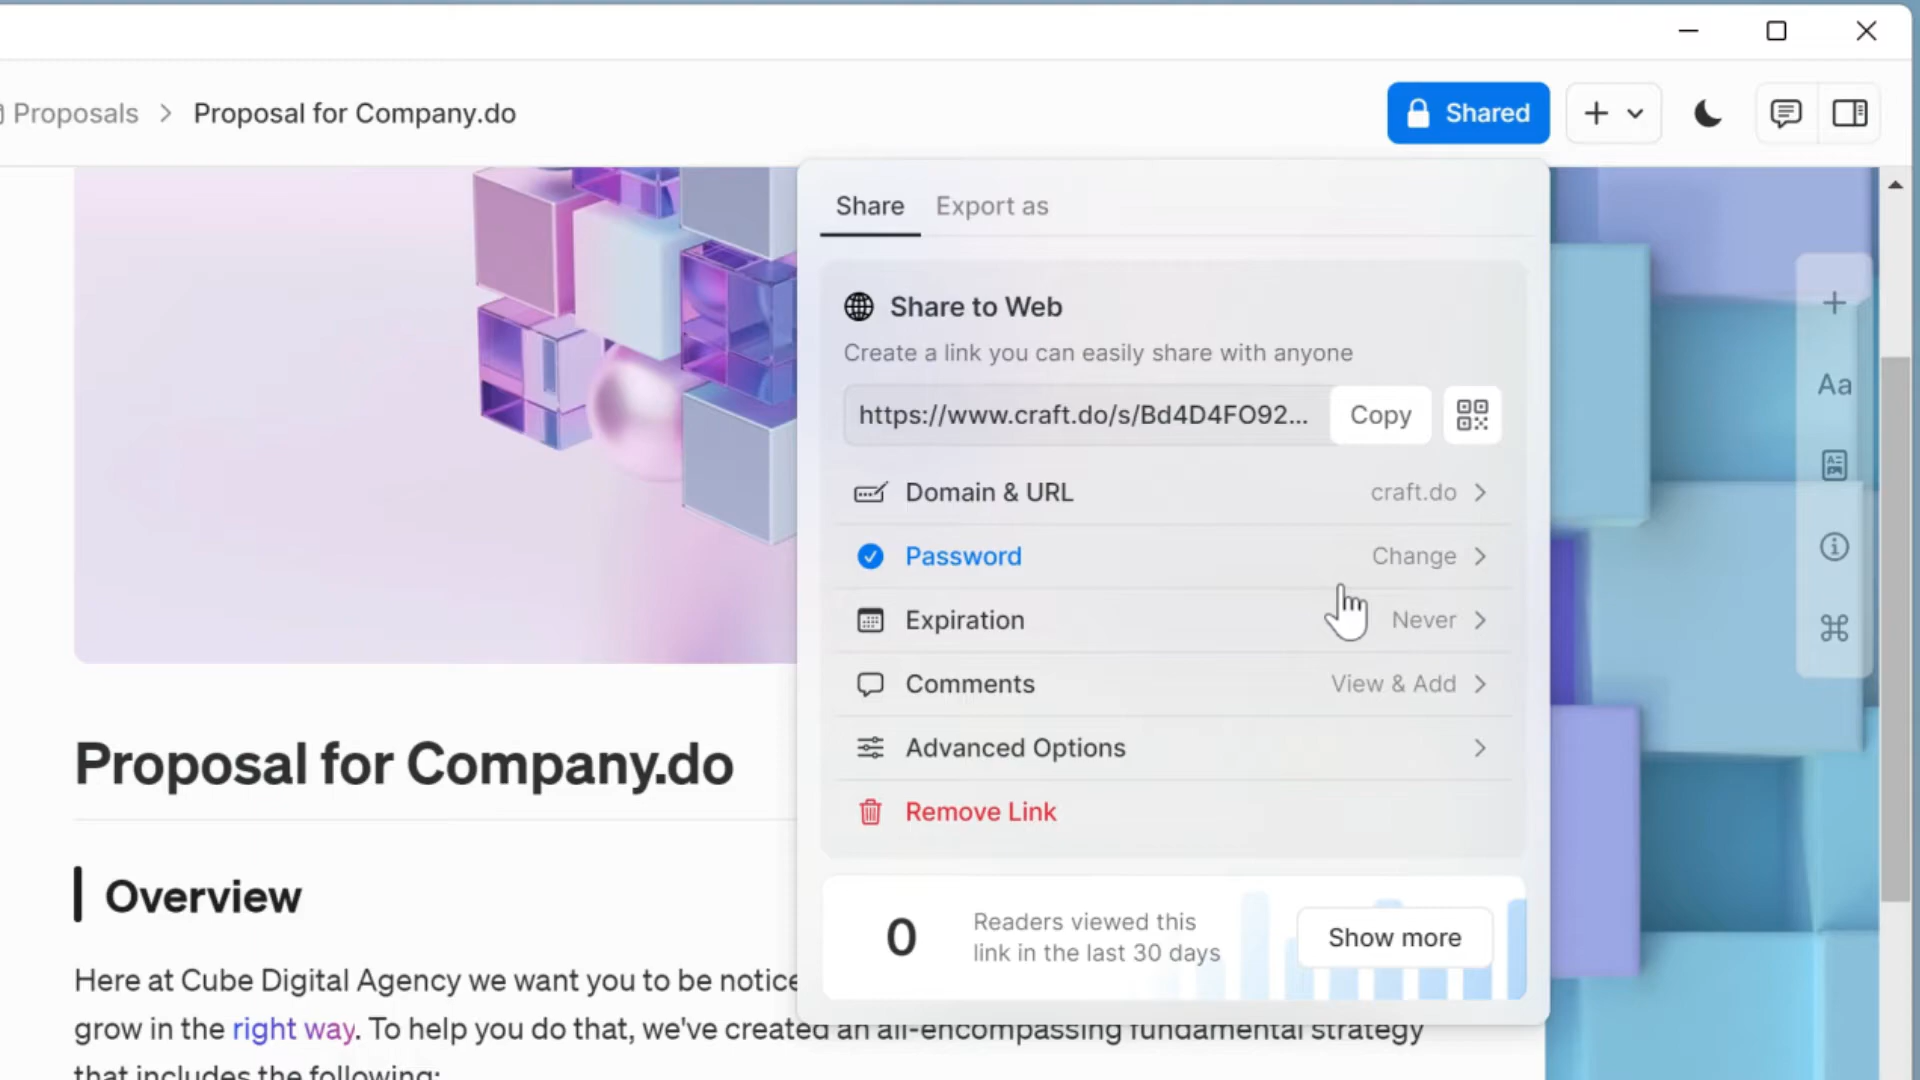 Proposals > Proposal for Company.do
Shared
Share
Export as
Share to Web
Create a link you can easily share with anyone
https://www.craft.do/s/Bd4D4FO92...
Copy
Domain & URL
craft.do
Password
Change
Expiration
Never
Comments
View & Add
Advanced Options
Remove Link
0
Readers viewed this
link in the last 30 days
Show more
Aa
Proposal for Company.do
Overview
Here at Cube Digital Agency we want you to be notice
grow in the right way. To help you do that, we've created an all-encompassing fundamental strategy
that includes the following: